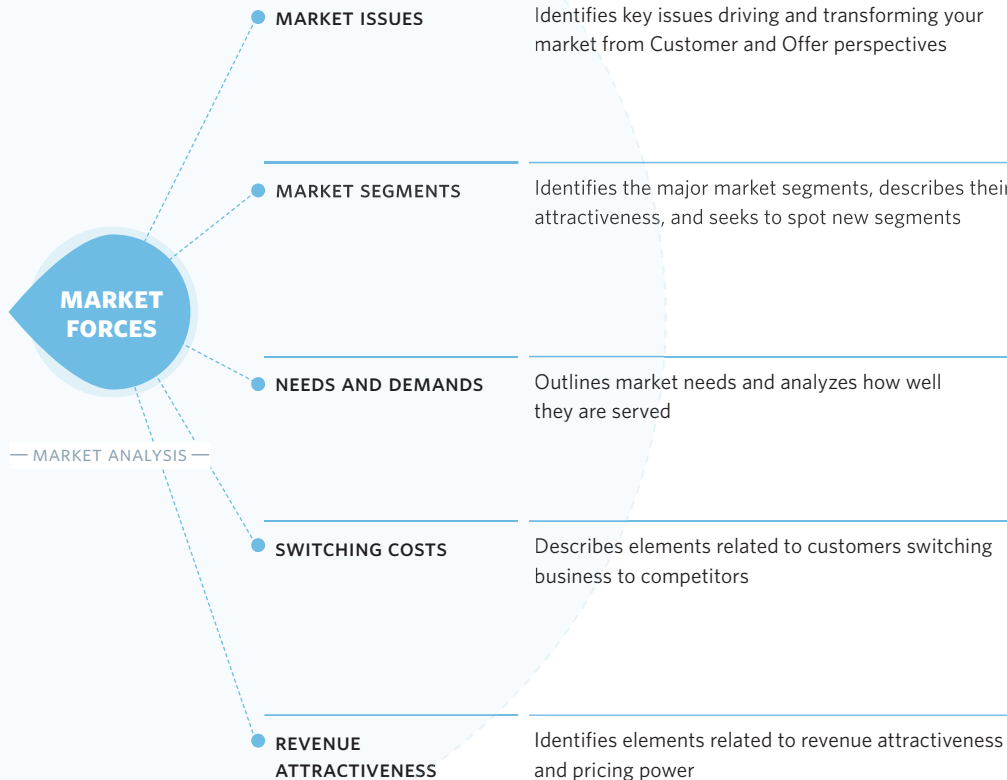 MARKET ISSUES
Identifies key issues driving and transforming your
market from Customer and Offer perspectives
MARKET SEGMENTS
Identifies the major market segments, describes their
attractiveness, and seeks to spot new segments
MARKET
FORCES
NEEDS AND DEMANDS
Outlines market needs and analyzes how well
they are served
— MARKET ANALYSIS —
SWITCHING COSTS
Describes elements related to customers switching
business to competitors
REVENUE
ATTRACTIVENESS
Identifies elements related to revenue attractiveness
and pricing power